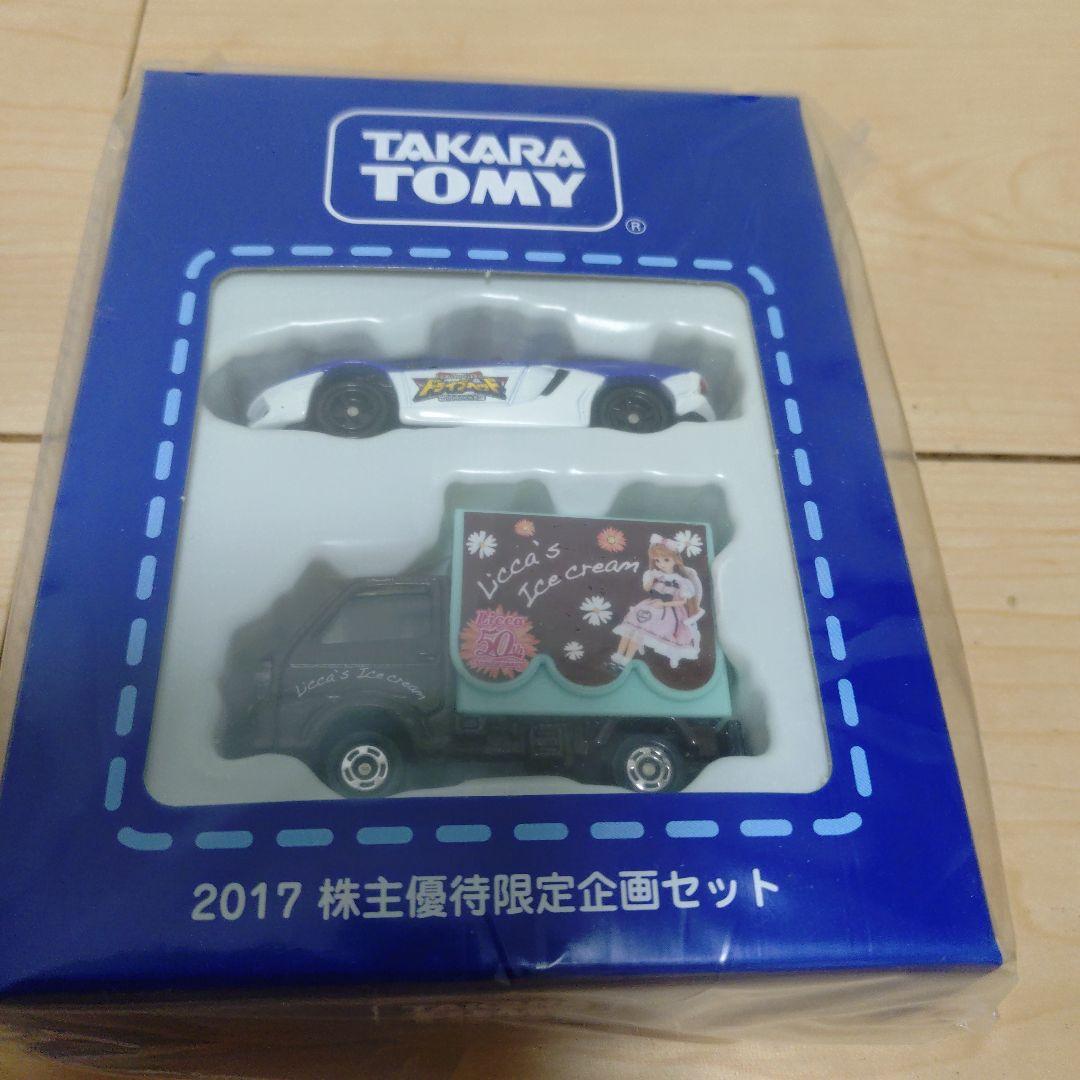 TAKARA
TOMY
®
ドライブヘッド
Licca's
Ice cream
Licca
50th
Licca's Ice cream
2017 株主優待限定企画セット